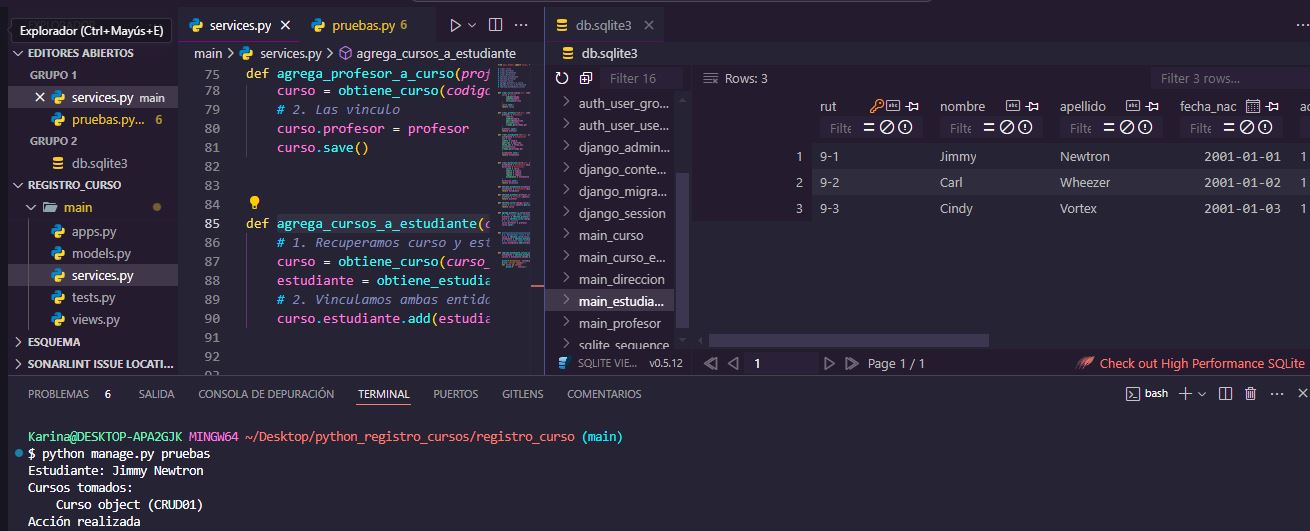 Explorador (Ctrl+Mayús+E)
EDITORES ABIERTOS
GRUPO 1
services.py main
pruebas.py... 6
GRUPO 2
db.sqlite3
REGISTRO_CURSO
main
apps.py
models.py
services.py
tests.py
views.py
ESQUEMA
SONARLINT ISSUE LOCATI...
services.py
pruebas.py 6
main > services.py > agrega_cursos_a_estudiante
75 def agrega_profesor_a_curso(
78 curso = obtiene_curso(
79 # 2. Las vinculo
80 curso.profesor = profesor
81 curso.save()
82
83
84
85 def agrega_cursos_a_estudiante(
86 # 1. Recuperamos curso y est
87 curso = obtiene_curso(curso_
88 estudiante = obtiene_estudia
89 # 2. Vinculamos ambas entida
90 curso.estudiante.add(estudia
91
92
db.sqlite3
db.sqlite3
Filter 16
auth_user_gro...
auth_user_use...
django_admin...
django_conte...
django_migra...
django_session
main_curso
main_curso_e...
main_direccion
main_estudia...
main_profesor
sqlite_sequence
SQLITE VIE... v0.5.12
Rows: 3
Filter 3 rows...
rut nombre apellido fecha_nac
Filte Filte Filte Filte
1 9-1 Jimmy Newtron 2001-01-01 1
2 9-2 Carl Wheezer 2001-01-02 1
3 9-3 Cindy Vortex 2001-01-03 1
1 Page 1 / 1
Check out High Performance SQLite
PROBLEMAS 6 SALIDA CONSOLA DE DEPURACIÓN TERMINAL PUERTOS GITLENS COMENTARIOS
bash
Karina@DESKTOP-APA2GJK MINGW64 ~/Desktop/python_registro_cursos/registro_curso (main)
$ python manage.py pruebas
Estudiante: Jimmy Newtron
Cursos tomados:
Curso object (CRUD01)
Acción realizada